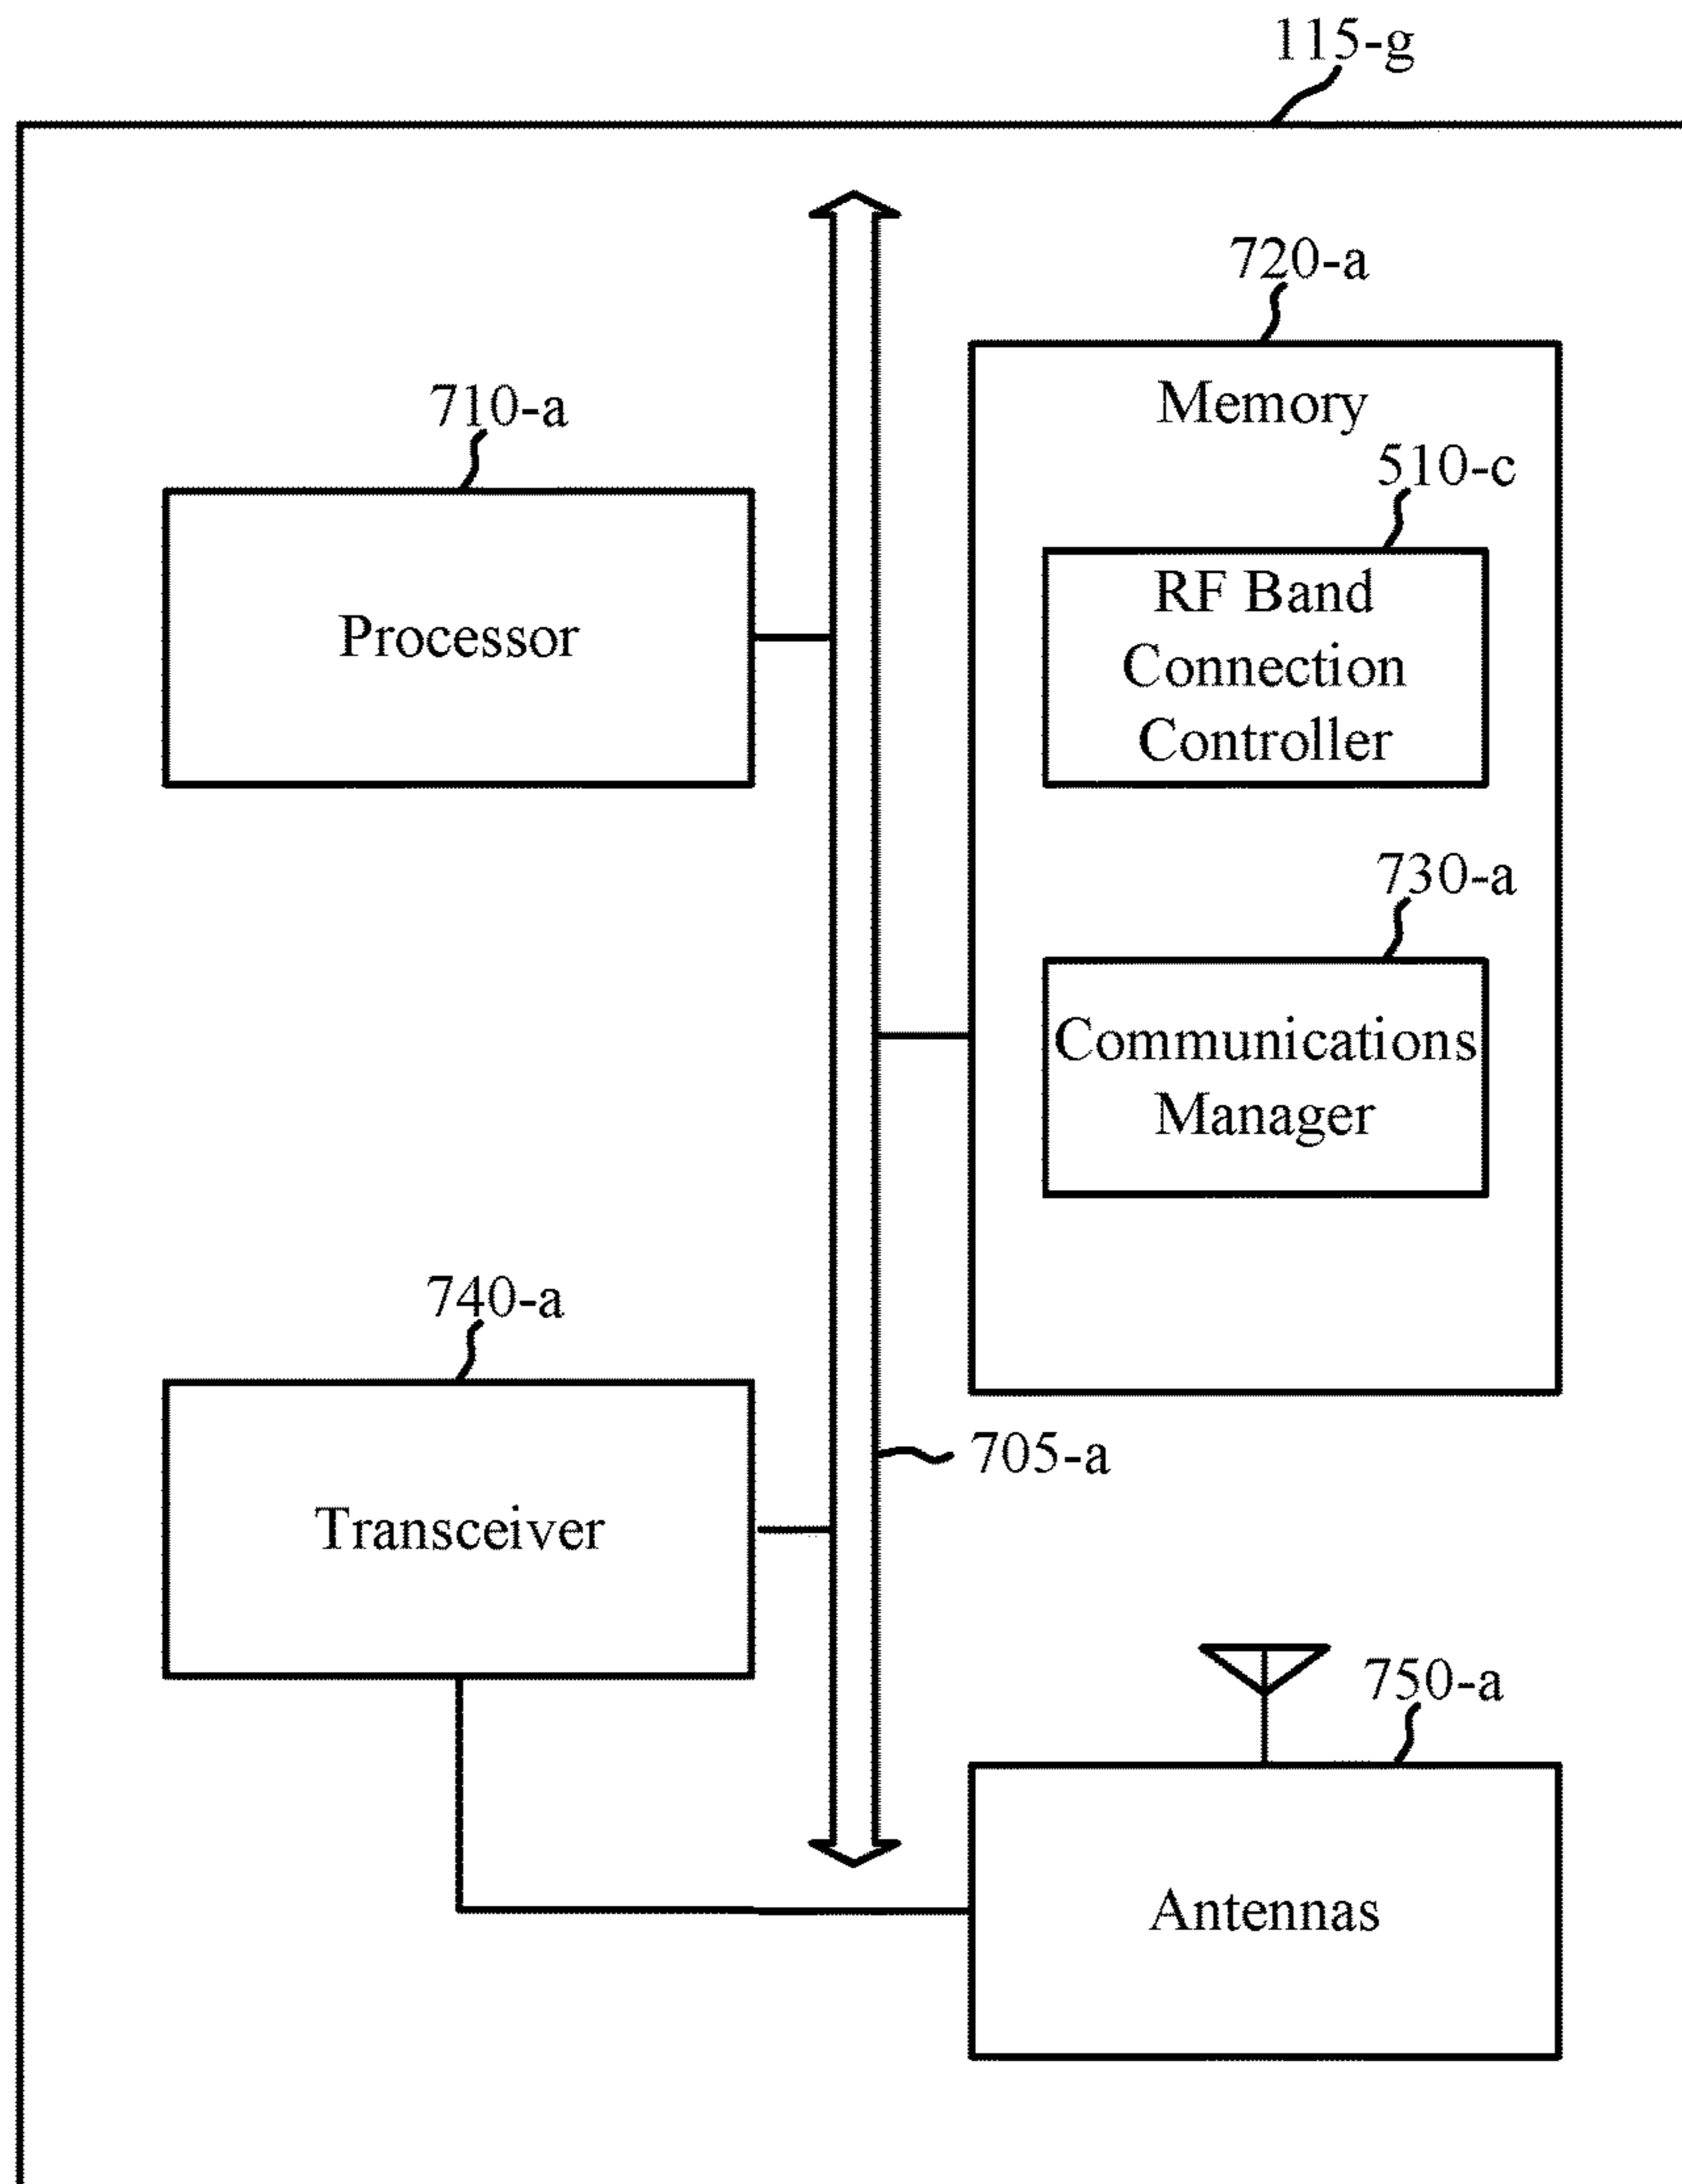 115-g
720-a
Memory
710-a
510-c
Processor
RF Band
Connection
Controller
730-a
Communications
Manager
740-a
705-a
Transceiver
750-a
Antennas